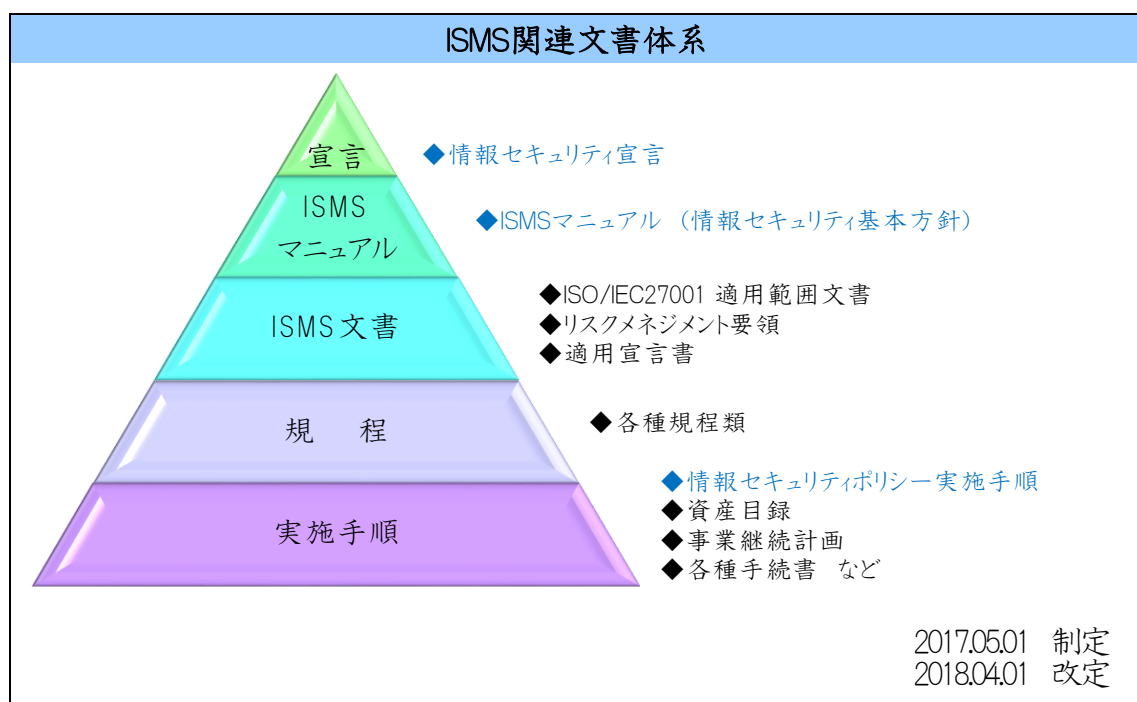 ISMS関連文書体系
宣言
◆情報セキュリティ宣言
ISMS
マニュアル
◆ISMSマニュアル (情報セキュリティ基本方針)
ISMS文書
◆ISO/IEC27001 適用範囲文書
◆リスクメネジメント要領
◆適用宣言書
規 程
◆各種規程類
実施手順
◆情報セキュリティポリシー実施手順
◆資産目録
◆事業継続計画
◆各種手続書 など
2017.05.01 制定
2018.04.01 改定